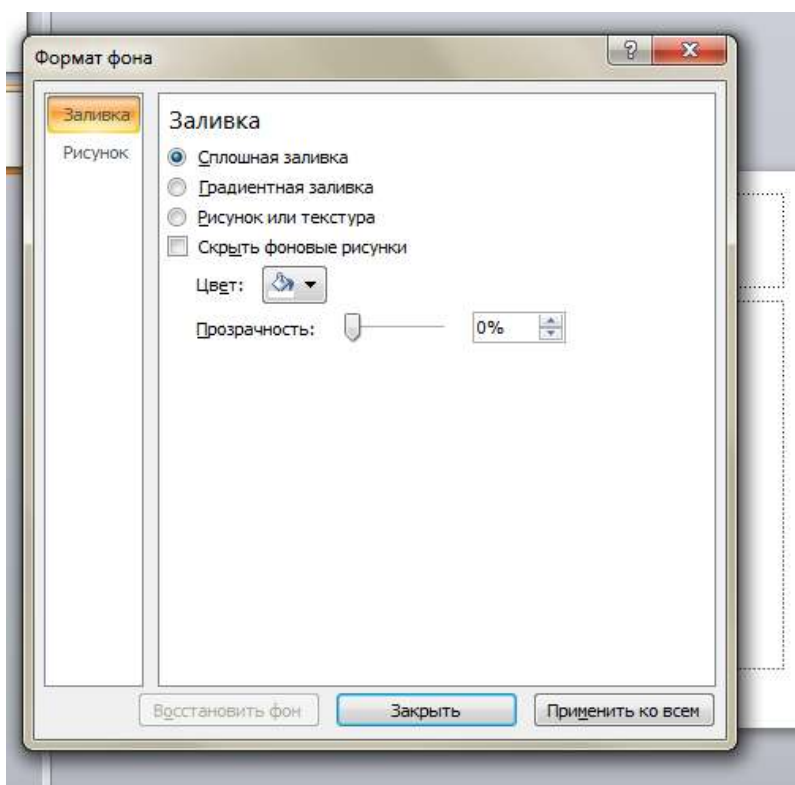 Формат фона
Заливка
Рисунок
Заливка
Сплошная заливка
Градиентная заливка
Рисунок или текстура
Скрыть фоновые рисунки
Цвет:
Прозрачность:
0%
Восстановить фон
Закрыть
Применить ко всем